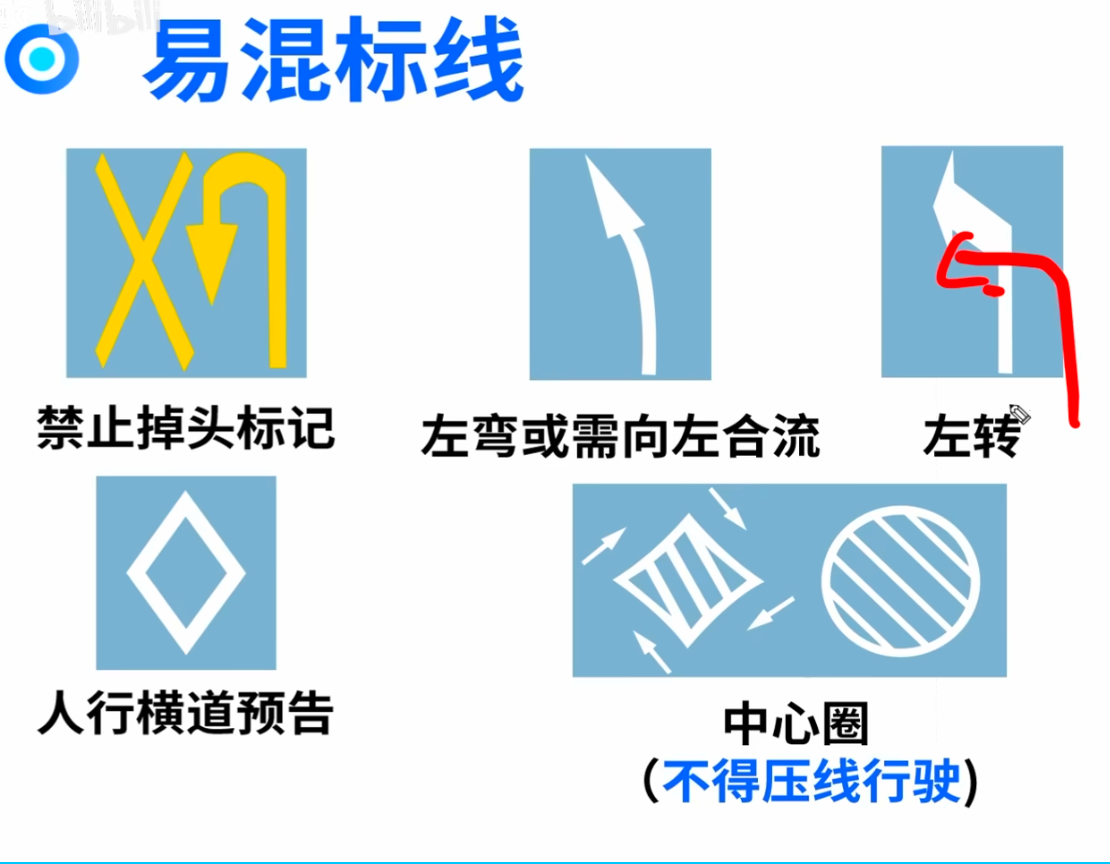 bilibili
易混标线
禁止掉头标记
左弯或需向左合流
左转
人行横道预告
中心圈
（不得压线行驶）